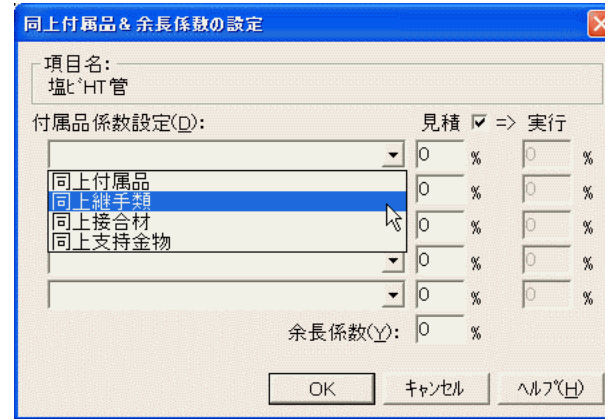 同上付属品&余長係数の設定
項目名:
塩ビHT管
付属品係数設定(D): 見積 => 実行
0 % 0 %
同上付属品 0 % 0 %
同上継手類
同上接合材 0 % 0 %
同上支持金物
0 % 0 %
0 % 0 %
余長係数(Y): 0 %
OK キャンセル ヘルプ(H)